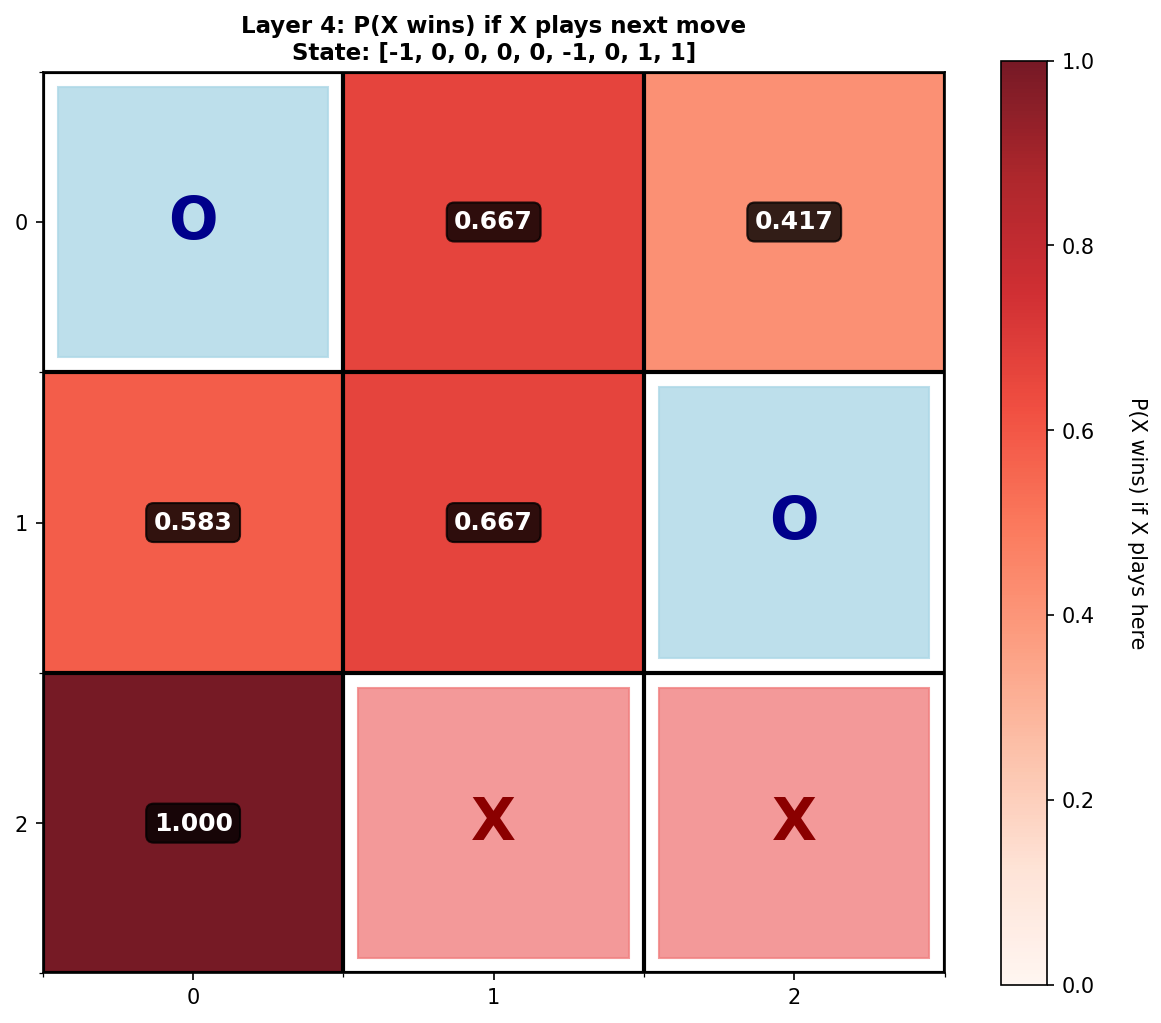 Layer 4: P(X wins) if X plays next move
State: [-1, 0, 0, 0, 0, -1, 0, 1, 1]
0
O
0.667
0.417
1
0.583
0.667
O
2
1.000
X
X
0
1
2
1.0
0.8
0.6
0.4
0.2
0.0
P(X wins) if X plays here